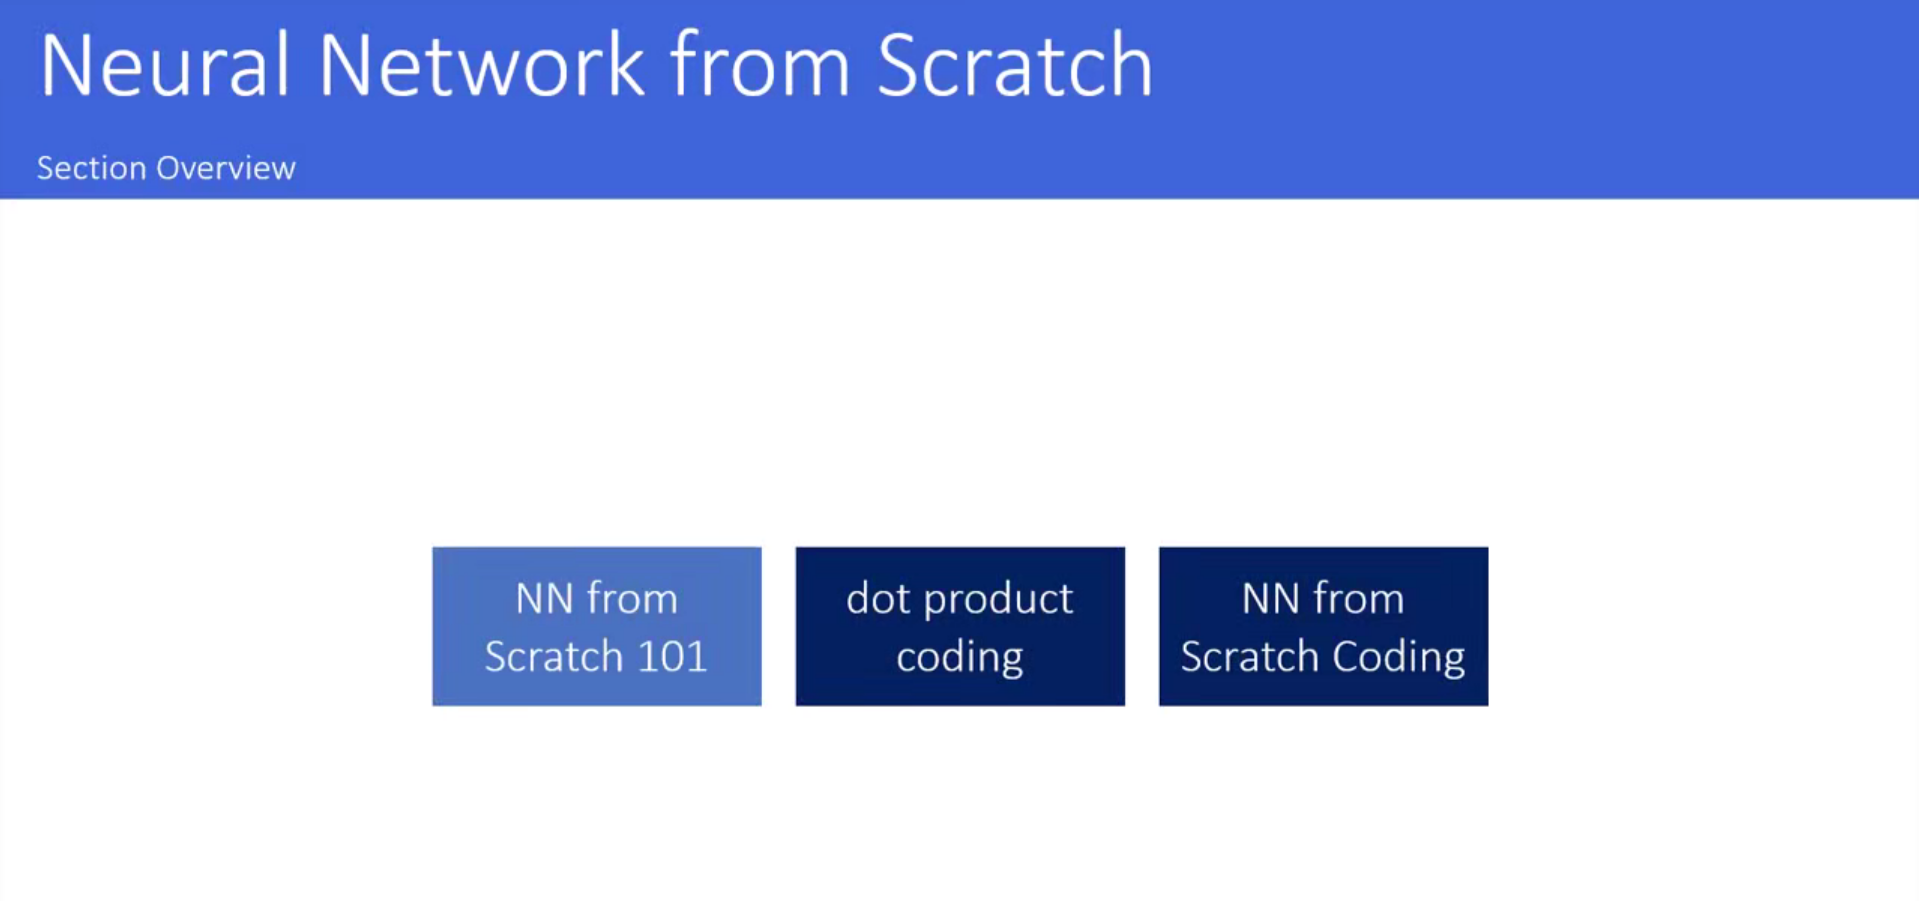 Neural Network from Scratch
Section Overview
NN from
Scratch 101
dot product
coding
NN from
Scratch Coding